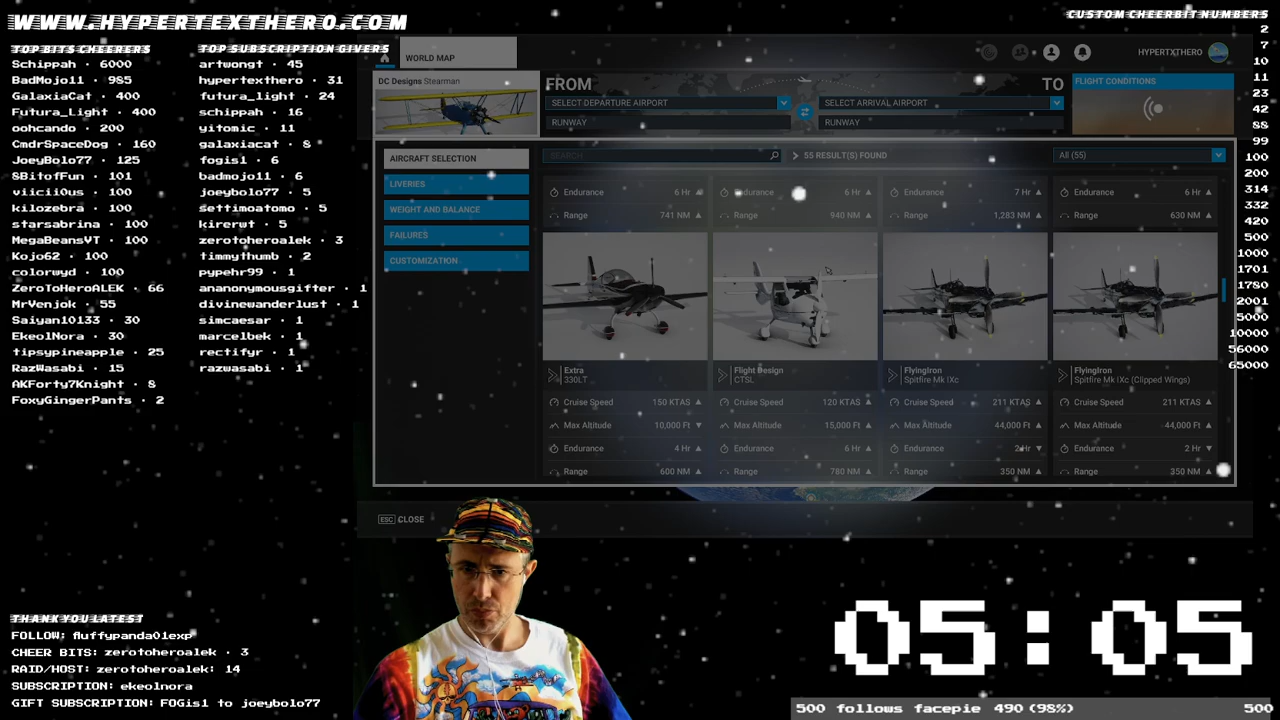 WWW.HYPERTEXTHERO.COM
TOP BITS CHEERERS
Schippah · 6000
BadMojo11 · 985
GalaxiaCat · 400
Futura_Light · 400
oohcando · 200
CmdrSpaceDog · 160
JoeyBolo77 · 125
8BitofFun · 101
viicii0us · 100
kilozebra · 100
starsabrina · 100
MegaBeansVT · 100
Kojo62 · 100
colorwyd · 100
ZeroToHeroALEK · 66
MrVenjok · 55
Saiyan10133 · 30
EkeolNora · 30
tipsypineapple · 25
RazWasabi · 15
AKForty7Knight · 8
FoxyGingerPants · 2
TOP SUBSCRIPTION GIVERS
artwongt · 45
hypertexthero · 31
futura_light · 24
schippah · 16
yitomic · 11
galaxiacat · 8
fogis1 · 6
badmojo11 · 6
joeybolo77 · 5
settimoatomo · 5
kirerwt · 5
zerotoheroalek · 3
timmythumb · 2
pypehr99 · 1
ananonymousgifter · 1
divinewanderlust · 1
simcaesar · 1
marcelbek · 1
rectifyr · 1
razwasabi · 1
WORLD MAP
HYPERTXTHERO
DC Designs Stearman
FROM
SELECT DEPARTURE AIRPORT
RUNWAY
TO
SELECT ARRIVAL AIRPORT
RUNWAY
FLIGHT CONDITIONS
AIRCRAFT SELECTION
LIVERIES
WEIGHT AND BALANCE
FAILURES
CUSTOMIZATION
SEARCH
55 RESULT(S) FOUND
All (55)
Endurance 6 Hr
Range 741 NM
Endurance 6 Hr
Range 940 NM
Endurance 7 Hr
Range 1,283 NM
Endurance 6 Hr
Range 630 NM
Extra
330LT
Cruise Speed 150 KTAS
Max Altitude 10,000 Ft
Endurance 4 Hr
Range 600 NM
Flight Design
CTSL
Cruise Speed 120 KTAS
Max Altitude 15,000 Ft
Endurance 6 Hr
Range 780 NM
FlyingIron
Spitfire Mk IXc
Cruise Speed 211 KTAS
Max Altitude 44,000 Ft
Endurance 2 Hr
Range 350 NM
FlyingIron
Spitfire Mk IXc (Clipped Wings)
Cruise Speed 211 KTAS
Max Altitude 44,000 Ft
Endurance 2 Hr
Range 350 NM
ESC CLOSE
CUSTOM CHEERBIT NUMBERS
2
7
10
11
23
42
88
99
100
200
314
332
420
500
1000
1701
1780
2001
5000
10000
56000
65000
THANK YOU LATEST
FOLLOW: fluffypanda01exp
CHEER BITS: zerotoheroalek · 3
RAID/HOST: zerotoheroalek: 14
SUBSCRIPTION: ekeolnora
GIFT SUBSCRIPTION: FOGis1 to joeybolo77
05:05
500 follows facepie 490 (98%) 500